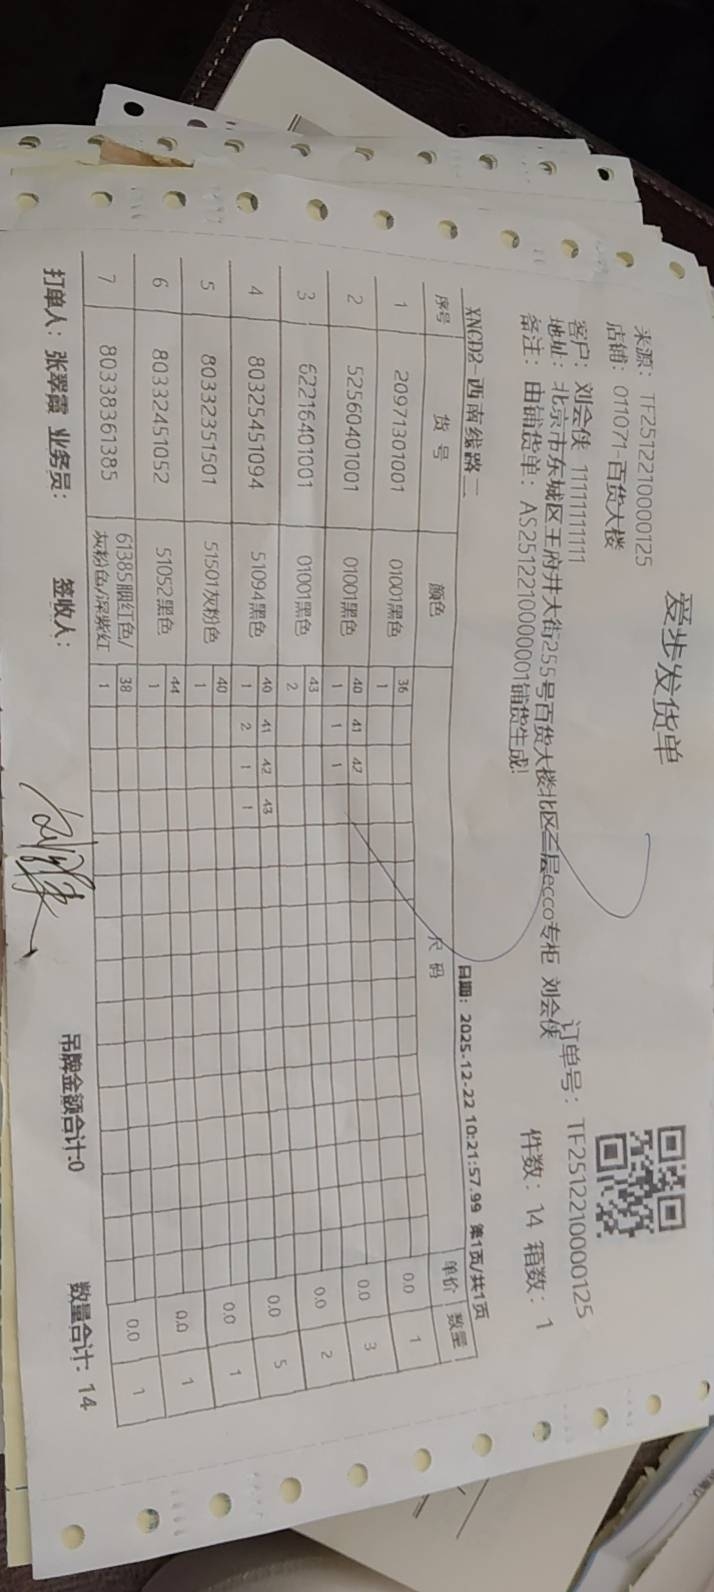 爱步发货单
来源：TF2512210000125
店铺：011071-百货大楼
订单号：TF2512210000125
客户：刘会侠 11111111111
地址：北京市东城区王府井大街255号百货大楼北区三层ecco专柜 刘会侠
件数：14 箱数：1
备注：由铺货单：AS2512210000001铺货生成!
XNCD2-西南线路二 日期：2025-12-22 10:21:57.99 第1页/共1页
序号 货号 颜色 尺码 单价 数量
1 20971301001 01001黑色 36 0.0 1
1
2 52560401001 01001黑色 40 41 42 0.0 3
1 1 1
3 62216401001 01001黑色 43 0.0 2
2
4 80325451094 51094黑色 40 41 42 43 0.0 5
1 2 1 1
5 80332351501 51501灰粉色 40 0.0 1
1
6 80332451052 51052黑色 44 0.0 1
1
7 80338361385 61385胭红色/灰粉色/深紫红 38 0.0 1
1
打单人：张翠霞 业务员： 签收人： 吊牌金额合计:0 数量合计：14